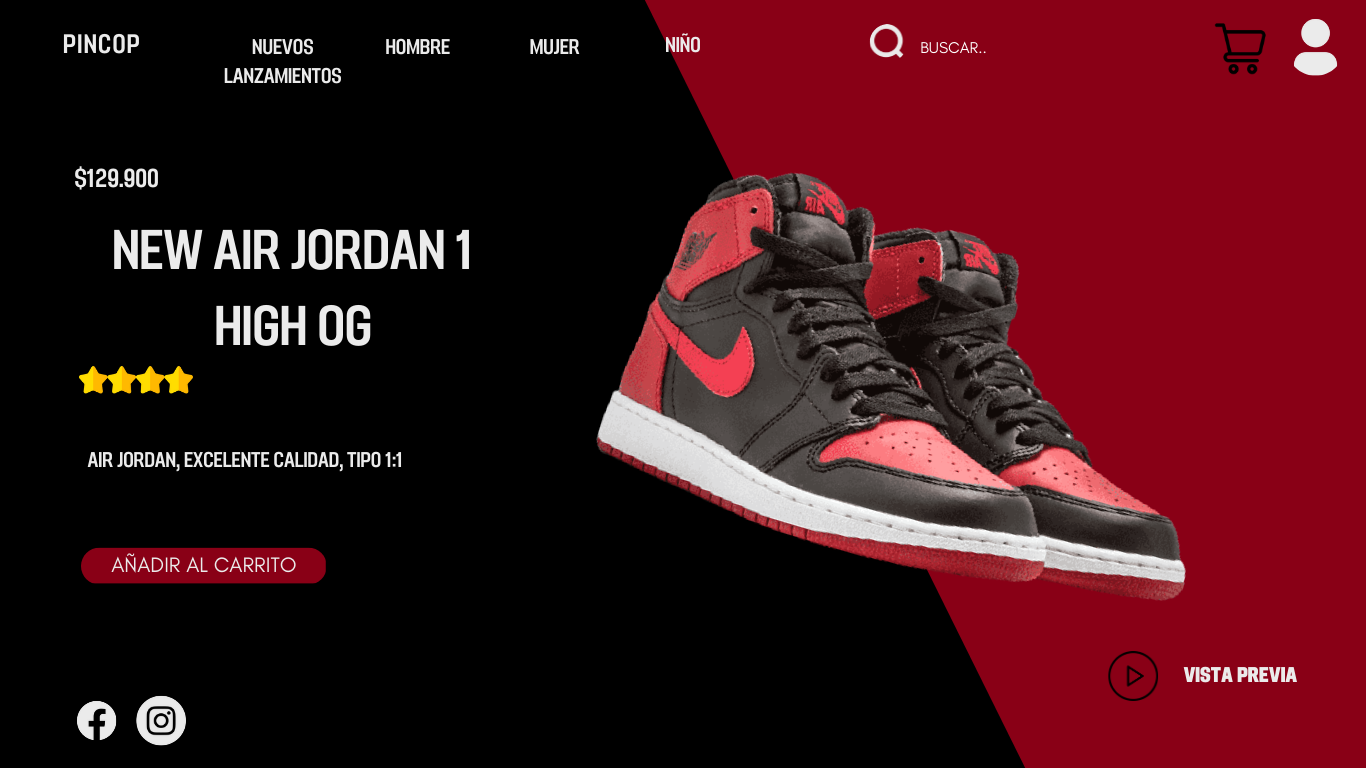 PINCOP
NUEVOS
LANZAMIENTOS
HOMBRE
MUJER
NIÑO
BUSCAR..
$129.900
NEW AIR JORDAN 1
HIGH OG
AIR JORDAN, EXCELENTE CALIDAD, TIPO 1:1
AÑADIR AL CARRITO
VISTA PREVIA